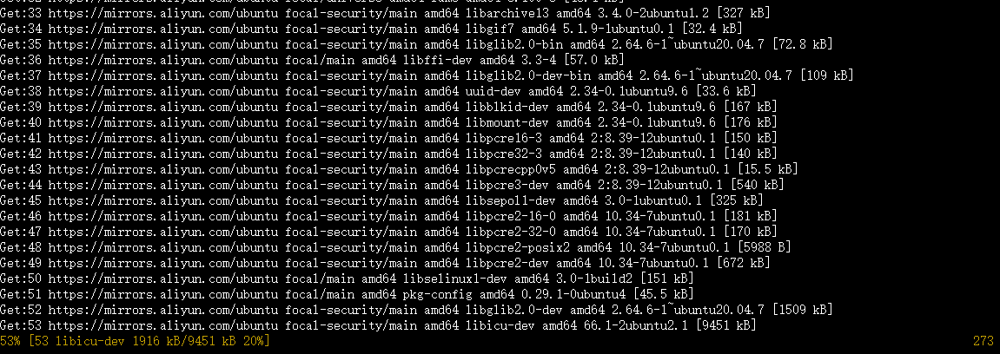 Get:33 https://mirrors.aliyun.com/ubuntu focal-security/main amd64 libarchive13 amd64 3.4.0-2ubuntu1.2 [327 kB]
Get:34 https://mirrors.aliyun.com/ubuntu focal-security/main amd64 libgif7 amd64 5.1.9-1ubuntu0.1 [32.4 kB]
Get:35 https://mirrors.aliyun.com/ubuntu focal-security/main amd64 libglib2.0-bin amd64 2.64.6-1~ubuntu20.04.7 [72.8 kB]
Get:36 https://mirrors.aliyun.com/ubuntu focal/main amd64 libffi-dev amd64 3.3-4 [57.0 kB]
Get:37 https://mirrors.aliyun.com/ubuntu focal-security/main amd64 libglib2.0-dev-bin amd64 2.64.6-1~ubuntu20.04.7 [109 kB]
Get:38 https://mirrors.aliyun.com/ubuntu focal-security/main amd64 uuid-dev amd64 2.34-0.1ubuntu9.6 [33.6 kB]
Get:39 https://mirrors.aliyun.com/ubuntu focal-security/main amd64 libblkid-dev amd64 2.34-0.1ubuntu9.6 [167 kB]
Get:40 https://mirrors.aliyun.com/ubuntu focal-security/main amd64 libmount-dev amd64 2.34-0.1ubuntu9.6 [176 kB]
Get:41 https://mirrors.aliyun.com/ubuntu focal-security/main amd64 libpcre16-3 amd64 2:8.39-12ubuntu0.1 [150 kB]
Get:42 https://mirrors.aliyun.com/ubuntu focal-security/main amd64 libpcre32-3 amd64 2:8.39-12ubuntu0.1 [140 kB]
Get:43 https://mirrors.aliyun.com/ubuntu focal-security/main amd64 libpcrecpp0v5 amd64 2:8.39-12ubuntu0.1 [15.5 kB]
Get:44 https://mirrors.aliyun.com/ubuntu focal-security/main amd64 libpcre3-dev amd64 2:8.39-12ubuntu0.1 [540 kB]
Get:45 https://mirrors.aliyun.com/ubuntu focal-security/main amd64 libsepol1-dev amd64 3.0-1ubuntu0.1 [325 kB]
Get:46 https://mirrors.aliyun.com/ubuntu focal-security/main amd64 libpcre2-16-0 amd64 10.34-7ubuntu0.1 [181 kB]
Get:47 https://mirrors.aliyun.com/ubuntu focal-security/main amd64 libpcre2-32-0 amd64 10.34-7ubuntu0.1 [170 kB]
Get:48 https://mirrors.aliyun.com/ubuntu focal-security/main amd64 libpcre2-posix2 amd64 10.34-7ubuntu0.1 [5988 B]
Get:49 https://mirrors.aliyun.com/ubuntu focal-security/main amd64 libpcre2-dev amd64 10.34-7ubuntu0.1 [672 kB]
Get:50 https://mirrors.aliyun.com/ubuntu focal/main amd64 libselinux1-dev amd64 3.0-1build2 [151 kB]
Get:51 https://mirrors.aliyun.com/ubuntu focal/main amd64 pkg-config amd64 0.29.1-0ubuntu4 [45.5 kB]
Get:52 https://mirrors.aliyun.com/ubuntu focal-security/main amd64 libglib2.0-dev amd64 2.64.6-1~ubuntu20.04.7 [1509 kB]
Get:53 https://mirrors.aliyun.com/ubuntu focal-security/main amd64 libicu-dev amd64 66.1-2ubuntu2.1 [9451 kB]
53% [53 libicu-dev 1916 kB/9451 kB 20%] 273